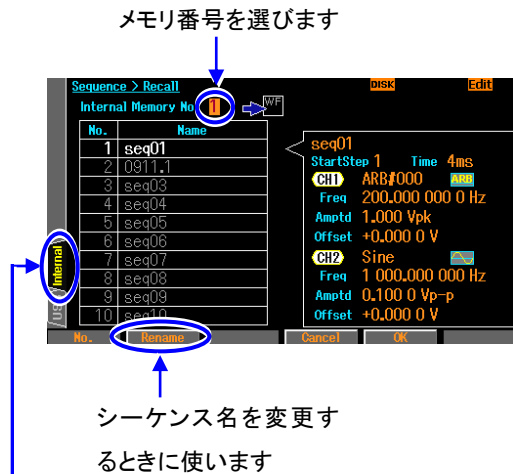 メモリ番号を選びます
Sequence > Recall DISK Edit
Internal Memory No. 1 WF
No. Name
1 seq01
2 0911.1
3 seq03
4 seq04
5 seq05
6 seq06
7 seq07
8 seq08
9 seq09
10 seq10
seq01
StartStep 1 Time 4ms
CH1 ARB#000 ARB
Freq 200.000 000 0 Hz
Amptd 1.000 Vpk
Offset +0.000 0 V
CH2 Sine
Freq 1 000.000 000 Hz
Amptd 0.100 0 Vp-p
Offset +0.000 0 V
Internal
No. Rename Cancel OK
シーケンス名を変更す
るときに使います